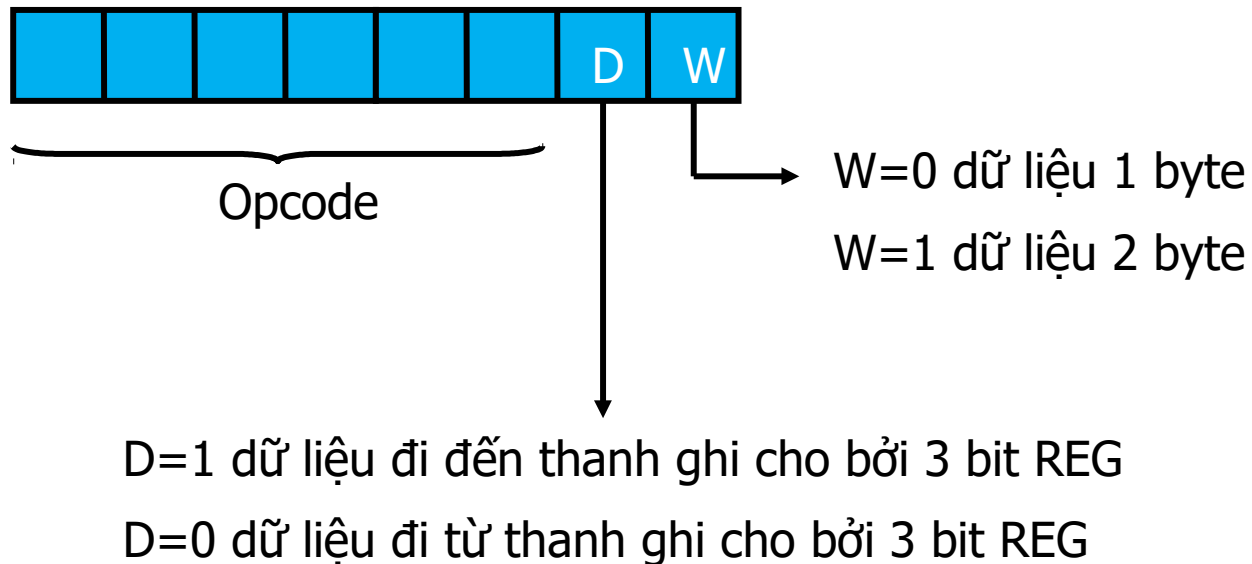 D W
Opcode
W=0 dữ liệu 1 byte
W=1 dữ liệu 2 byte
D=1 dữ liệu đi đến thanh ghi cho bởi 3 bit REG
D=0 dữ liệu đi từ thanh ghi cho bởi 3 bit REG